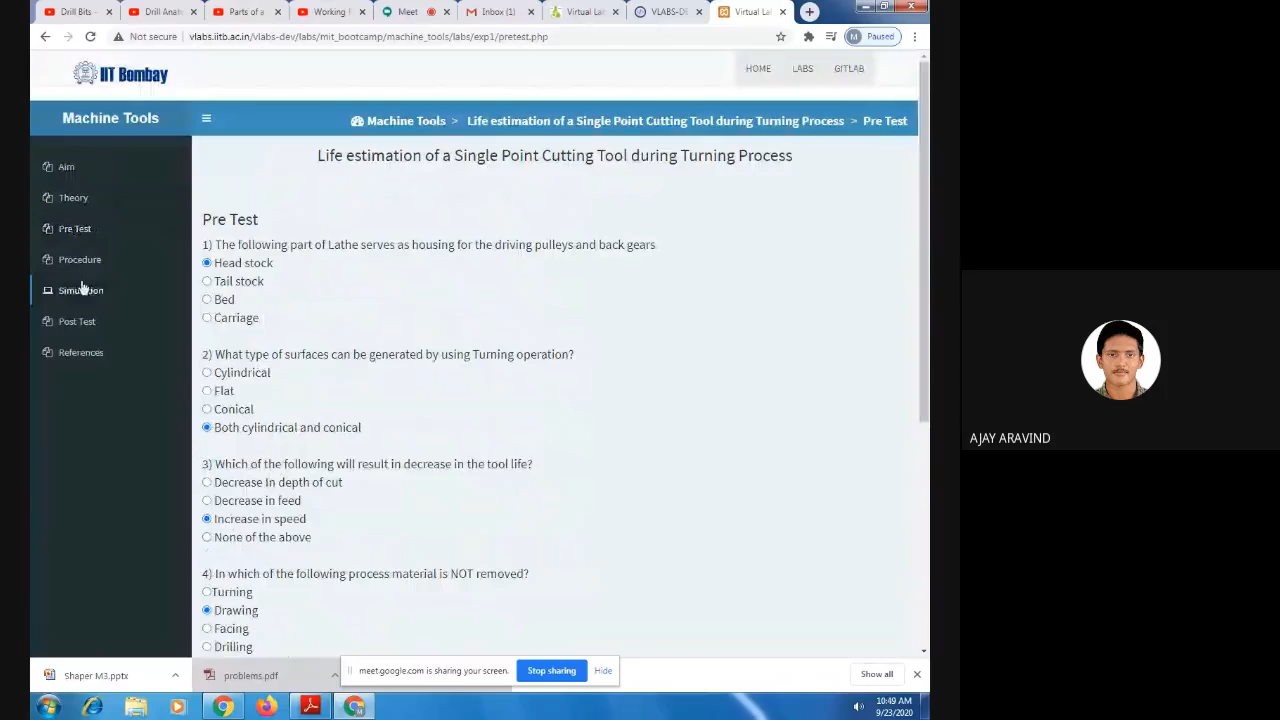 Drill Bits -
Drill Anato
Parts of a
Working P
Meet
Inbox (1)
Virtual Lab
VLABS-DE
Virtual Lab
Not secure
vlabs.iitb.ac.in/vlabs-dev/labs/mit_bootcamp/machine_tools/labs/exp1/pretest.php
M Paused
IIT Bombay
HOME LABS GITLAB
Machine Tools
Machine Tools > Life estimation of a Single Point Cutting Tool during Turning Process > Pre Test
Aim
Theory
Pre Test
Procedure
Simulation
Post Test
References
Life estimation of a Single Point Cutting Tool during Turning Process
Pre Test
1) The following part of Lathe serves as housing for the driving pulleys and back gears.
Head stock
Tail stock
Bed
Carriage
2) What type of surfaces can be generated by using Turning operation?
Cylindrical
Flat
Conical
Both cylindrical and conical
3) Which of the following will result in decrease in the tool life?
Decrease in depth of cut
Decrease in feed
Increase in speed
None of the above
4) In which of the following process material is NOT removed?
Turning
Drawing
Facing
Drilling
Shaper M3.pptx
problems.pdf
meet.google.com is sharing your screen.
Stop sharing
Hide
Show all
10:49 AM
9/23/2020
AJAY ARAVIND